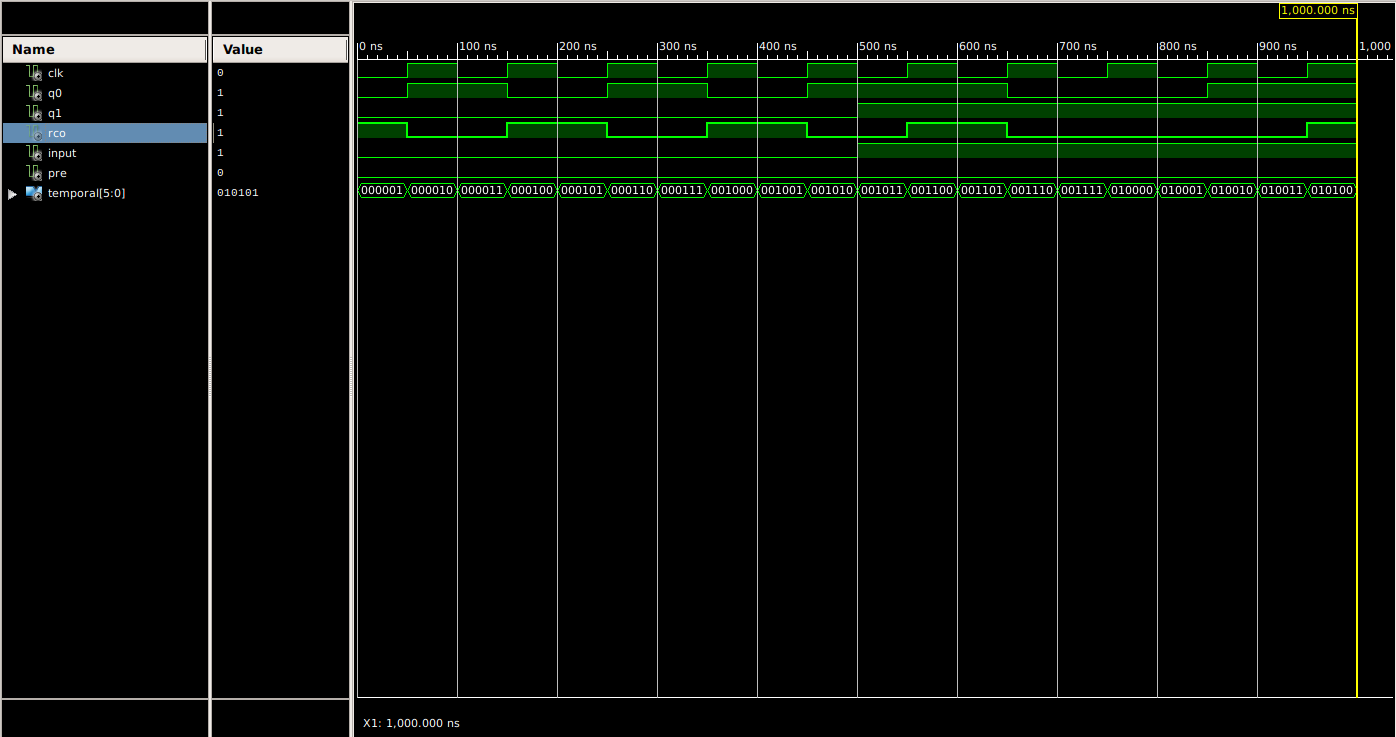 1,000.000 ns
Name Value
0 ns 100 ns 200 ns 300 ns 400 ns 500 ns 600 ns 700 ns 800 ns 900 ns 1,000
clk 0
q0 1
q1 1
rco 1
input 1
pre 0
temporal[5:0] 010101 000001 000010 000011 000100 000101 000110 000111 001000 001001 001010 001011 001100 001101 001110 001111 010000 010001 010010 010011 010100
X1: 1,000.000 ns